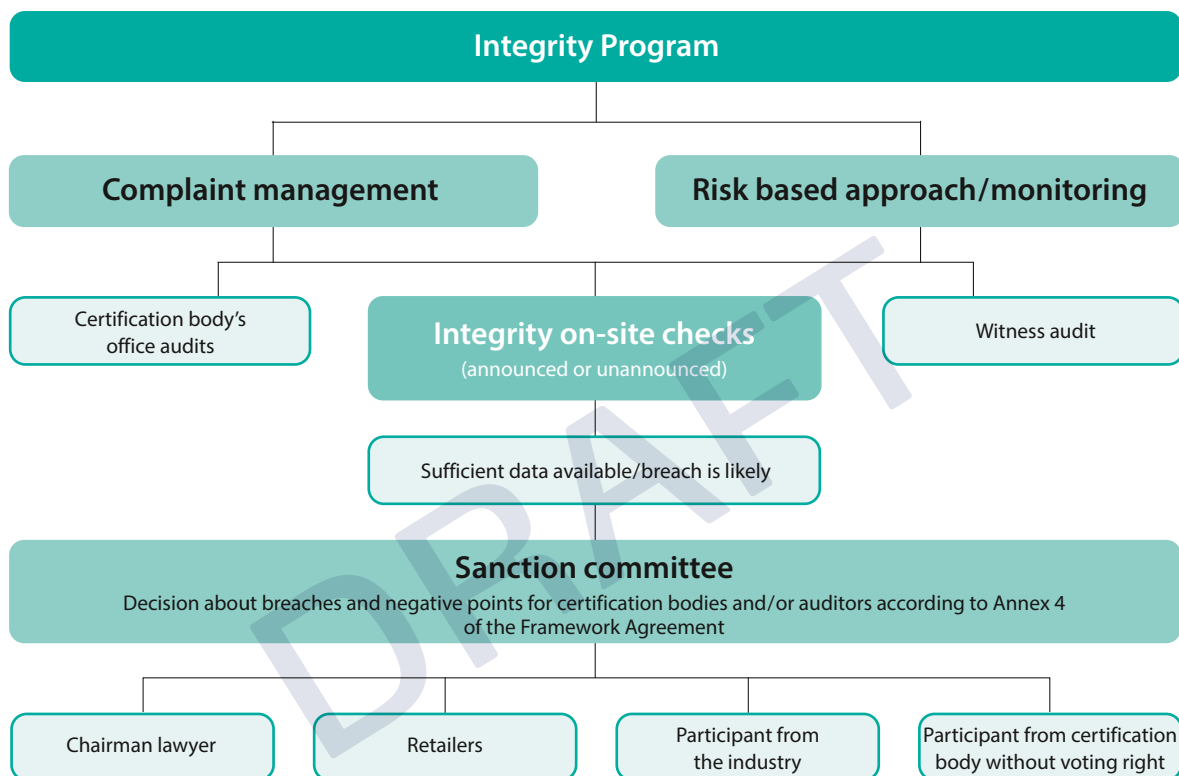 Integrity Program
Complaint management
Risk based approach/monitoring
Certification body's
office audits
Integrity on-site checks
(announced or unannounced)
Witness audit
Sufficient data available/breach is likely
Sanction committee
Decision about breaches and negative points for certification bodies and/or auditors according to Annex 4
of the Framework Agreement
Chairman lawyer
Retailers
Participant from
the industry
Participant from certification
body without voting right
DRAFT